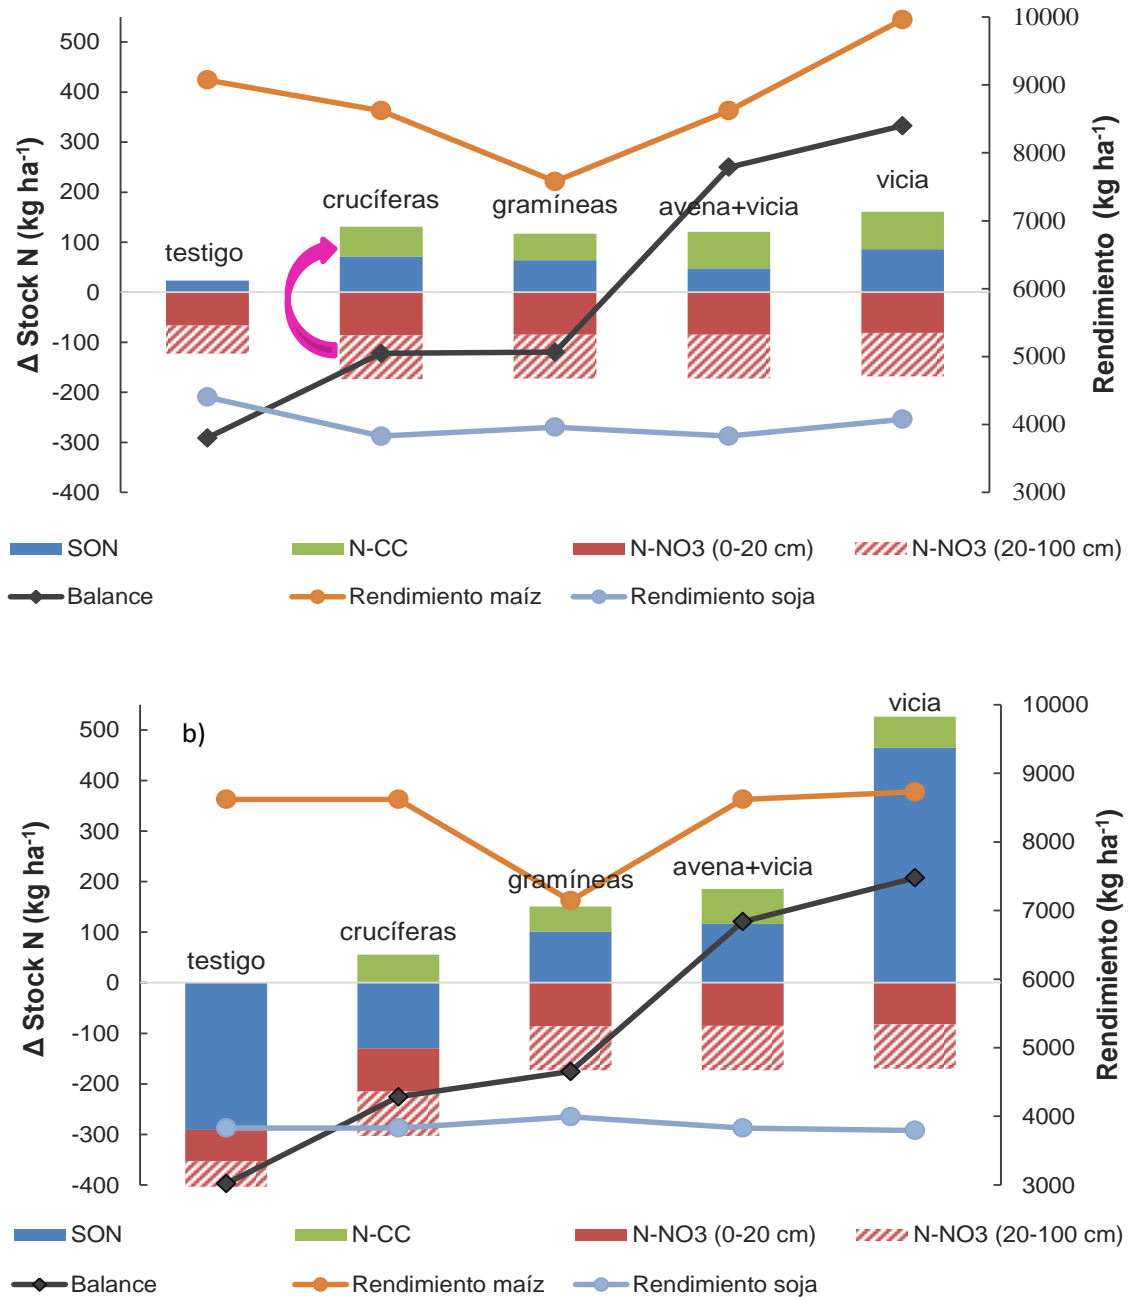 500
400
300
200
100
0
-100
-200
-300
-400
Δ Stock N (kg ha-1)
10000
9000
8000
7000
6000
5000
4000
3000
Rendimiento (kg ha-1)
testigo
crucíferas
gramíneas
avena+vicia
vicia
SON N-CC N-NO3 (0-20 cm) N-NO3 (20-100 cm)
Balance Rendimiento maíz Rendimiento soja
b)
500
400
300
200
100
0
-100
-200
-300
-400
Δ Stock N (kg ha-1)
10000
9000
8000
7000
6000
5000
4000
3000
Rendimiento (kg ha-1)
testigo
crucíferas
gramíneas
avena+vicia
vicia
SON N-CC N-NO3 (0-20 cm) N-NO3 (20-100 cm)
Balance Rendimiento maíz Rendimiento soja